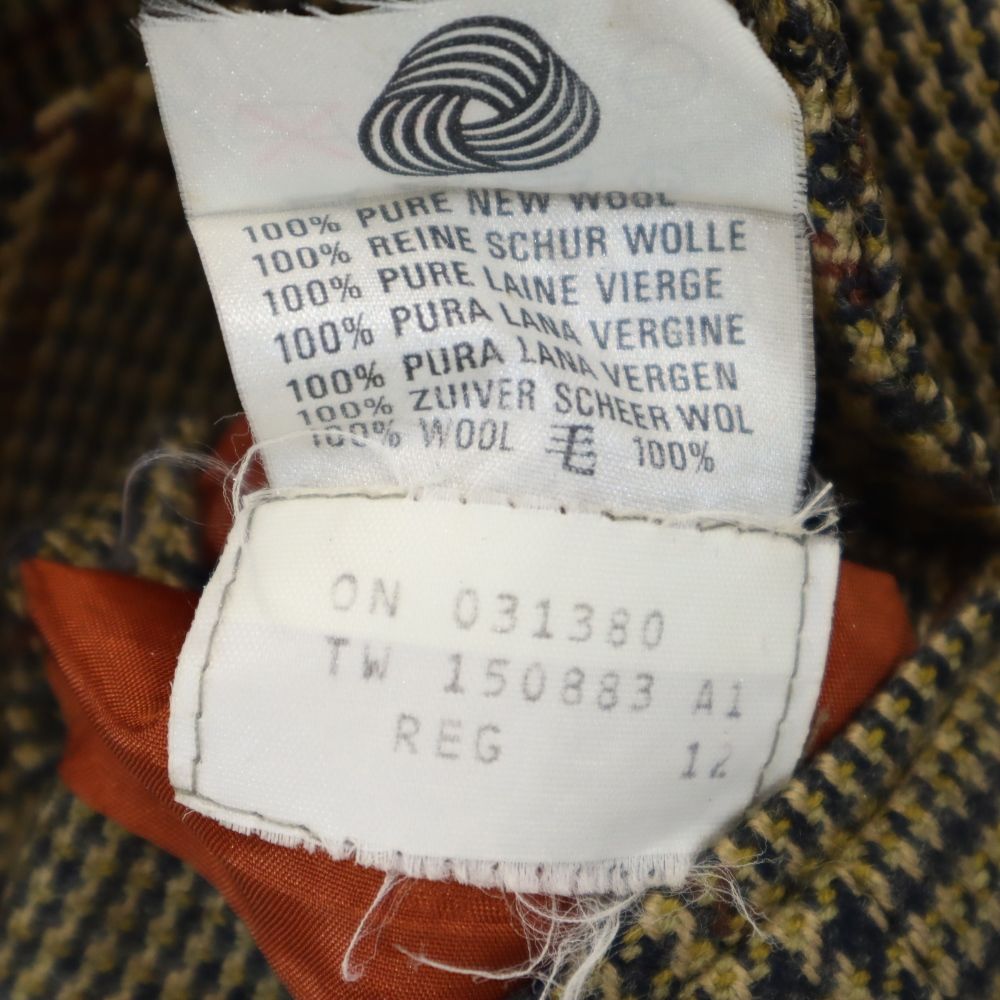 100% PURE NEW WOOL
100% REINE SCHUR WOLLE
100% PURE LAINE VIERGE
100% PURA LANA VERGINE
100% PURA LANA VERGEN
100% ZUIVER SCHEER WOL
100% WOOL 100%
ON 031380
TW 150883 A1
REG 12